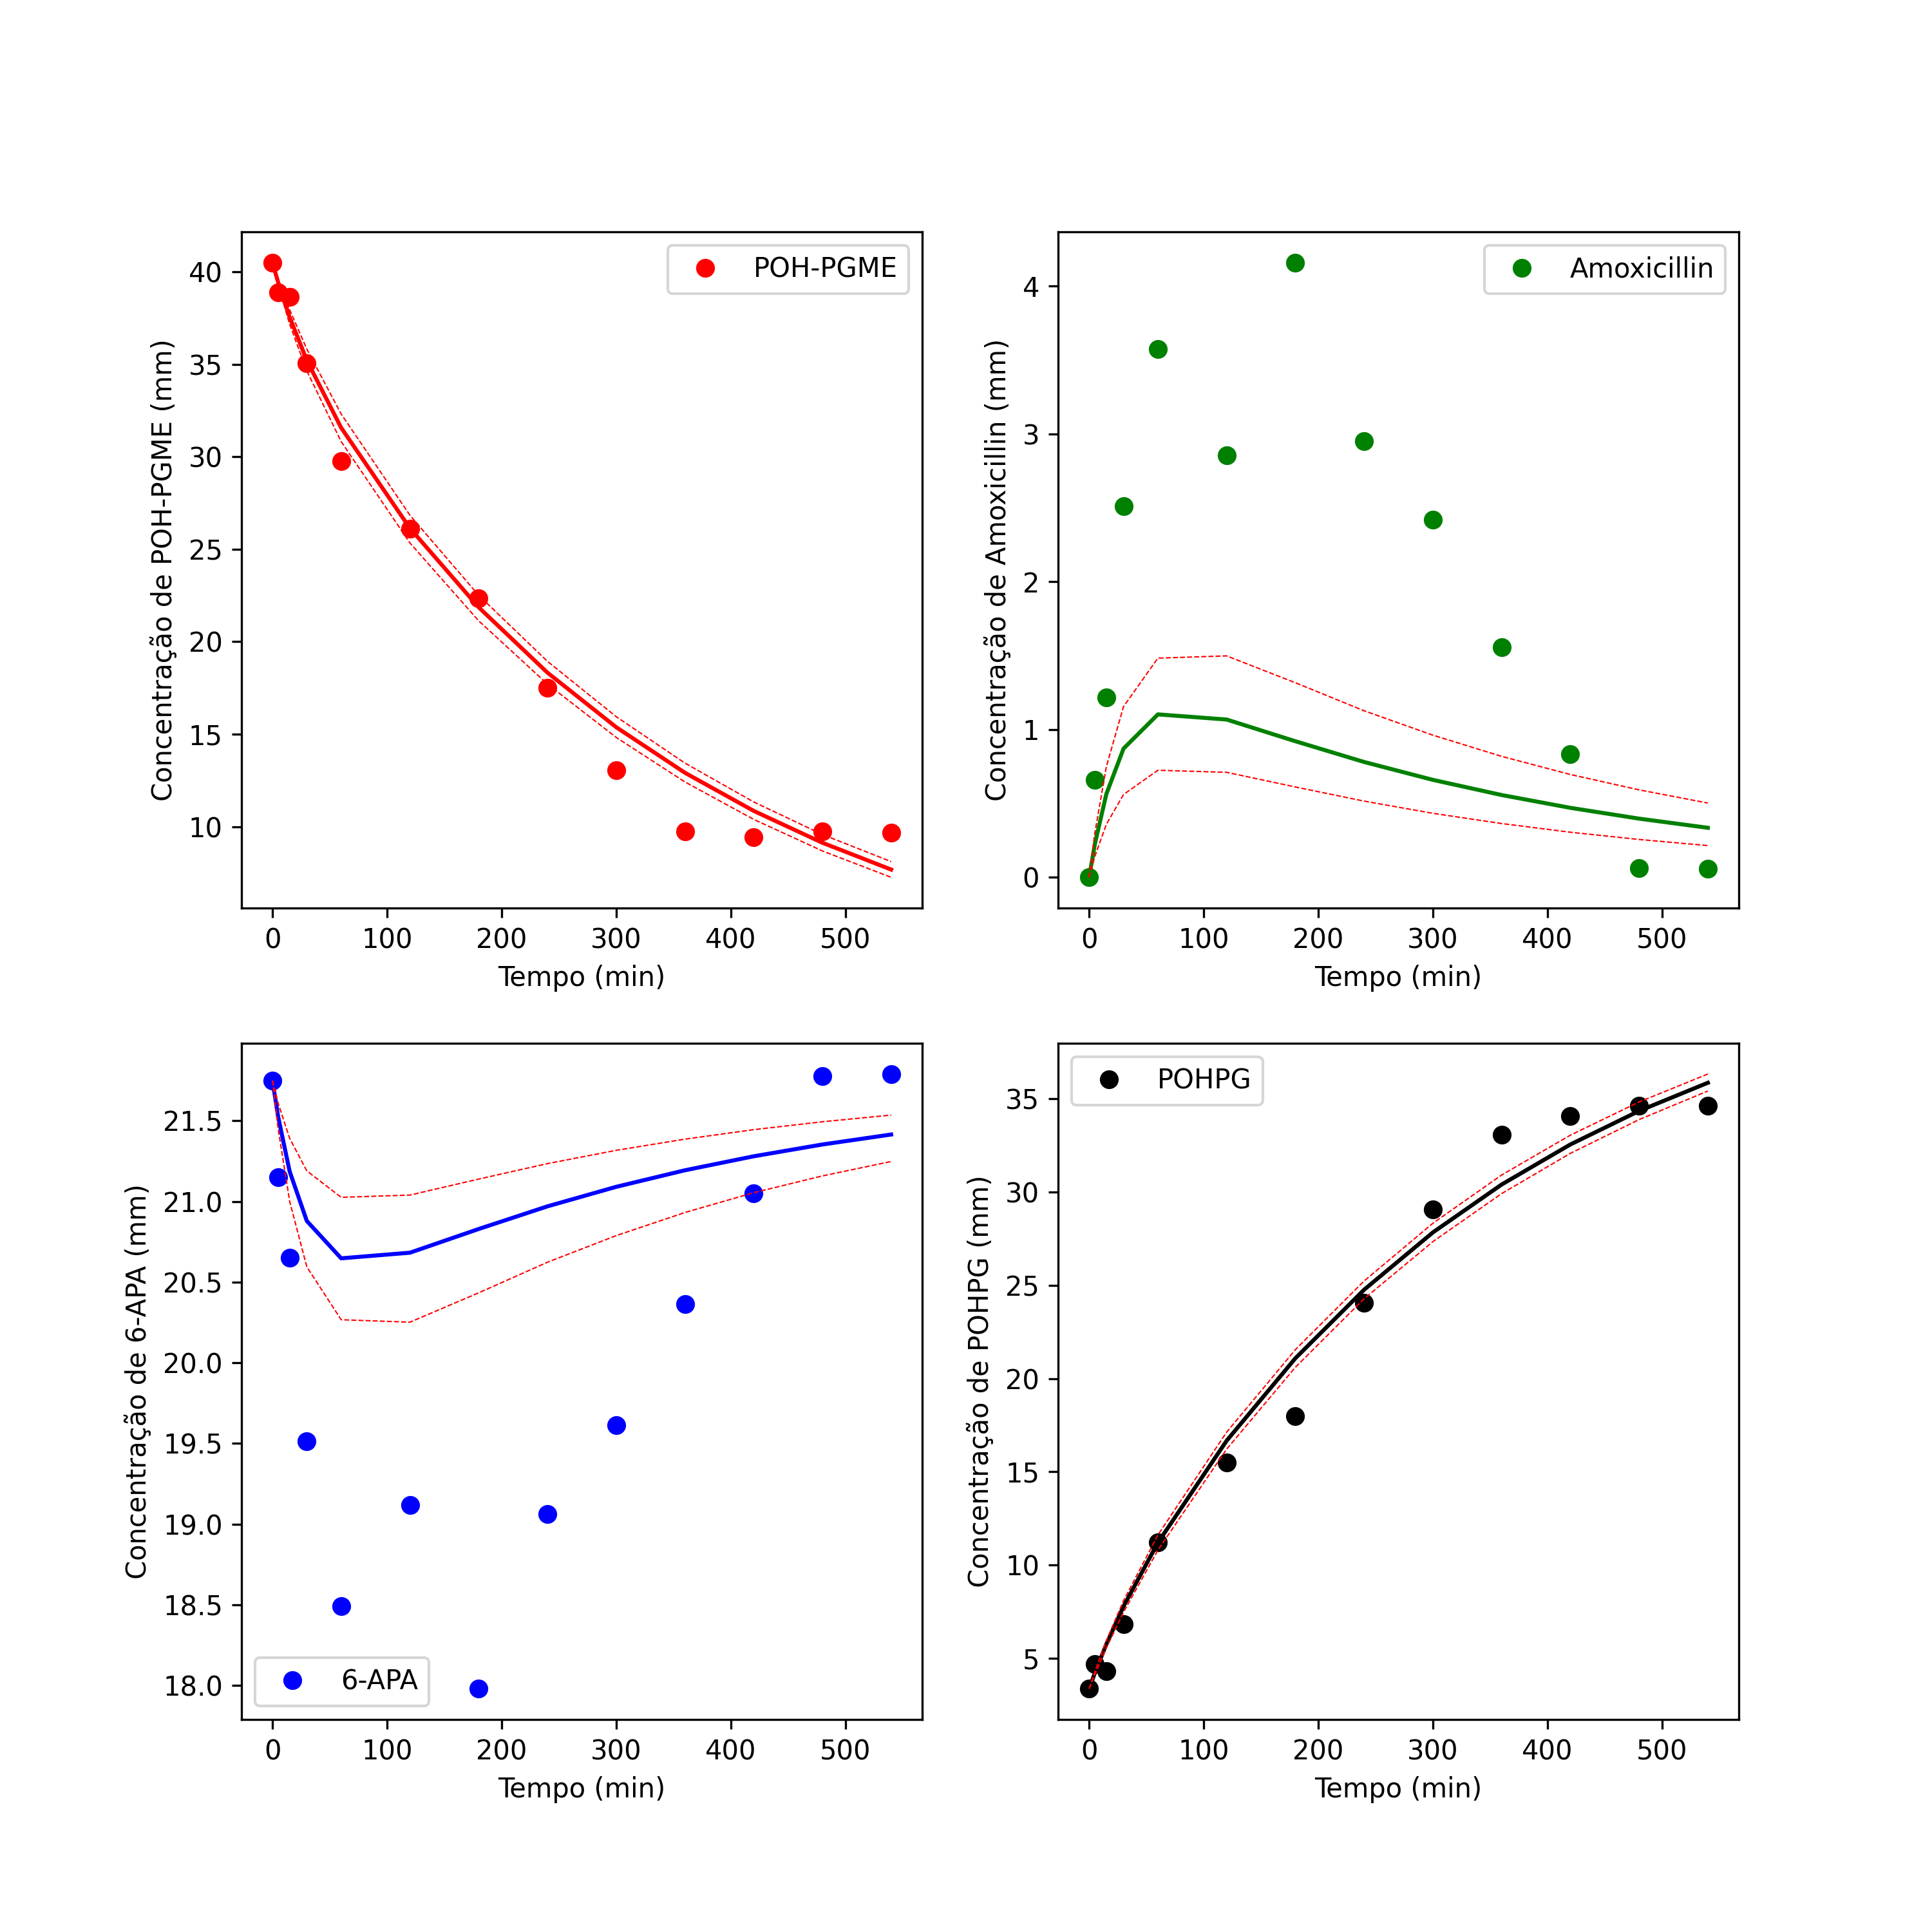 POH-PGME
Concentração de POH-PGME (mm)
40
35
30
25
20
15
10
0 100 200 300 400 500
Tempo (min)
Amoxicillin
Concentração de Amoxicillin (mm)
4
3
2
1
0
0 100 200 300 400 500
Tempo (min)
6-APA
Concentração de 6-APA (mm)
21.5
21.0
20.5
20.0
19.5
19.0
18.5
18.0
0 100 200 300 400 500
Tempo (min)
POHPG
Concentração de POHPG (mm)
35
30
25
20
15
10
5
0 100 200 300 400 500
Tempo (min)